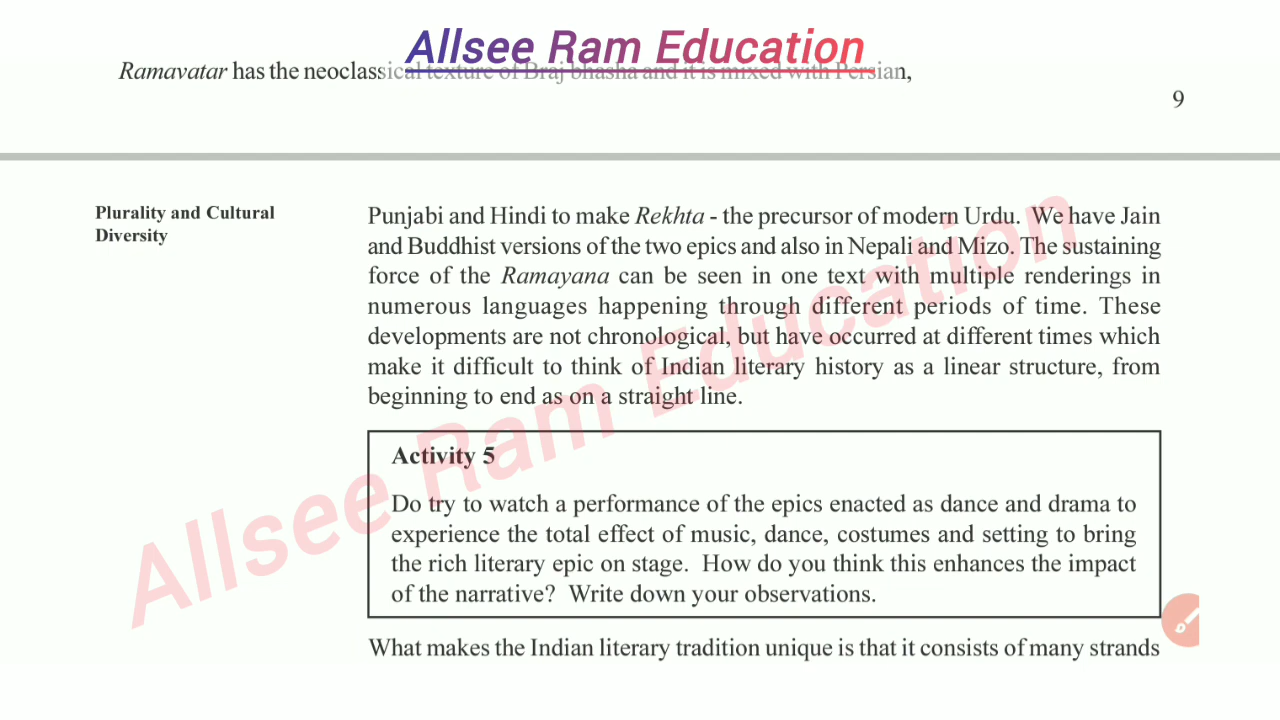 Allsee Ram Education
Ramavatar has the neoclassical texture of Braj bhasha and it is mixed with Persian,
9
Plurality and Cultural
Diversity
Punjabi and Hindi to make Rekhta - the precursor of modern Urdu. We have Jain
and Buddhist versions of the two epics and also in Nepali and Mizo. The sustaining
force of the Ramayana can be seen in one text with multiple renderings in
numerous languages happening through different periods of time. These
developments are not chronological, but have occurred at different times which
make it difficult to think of Indian literary history as a linear structure, from
beginning to end as on a straight line.
Allsee Ram Education
Activity 5
Do try to watch a performance of the epics enacted as dance and drama to
experience the total effect of music, dance, costumes and setting to bring
the rich literary epic on stage. How do you think this enhances the impact
of the narrative? Write down your observations.
What makes the Indian literary tradition unique is that it consists of many strands